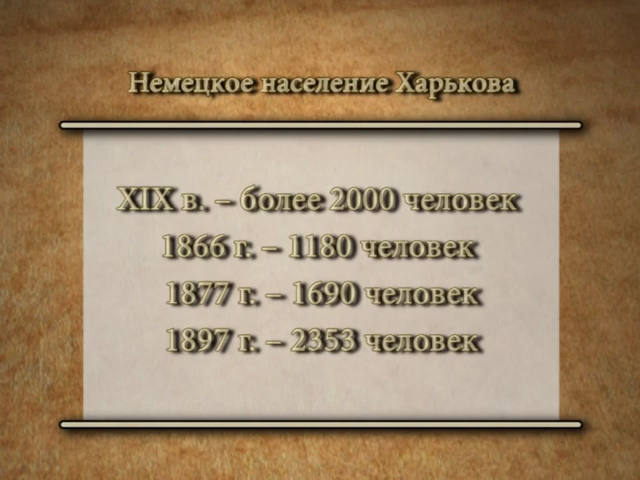 Немецкое население Харькова
XIX в. – более 2000 человек
1866 г. – 1180 человек
1877 г. – 1690 человек
1897 г. – 2353 человек